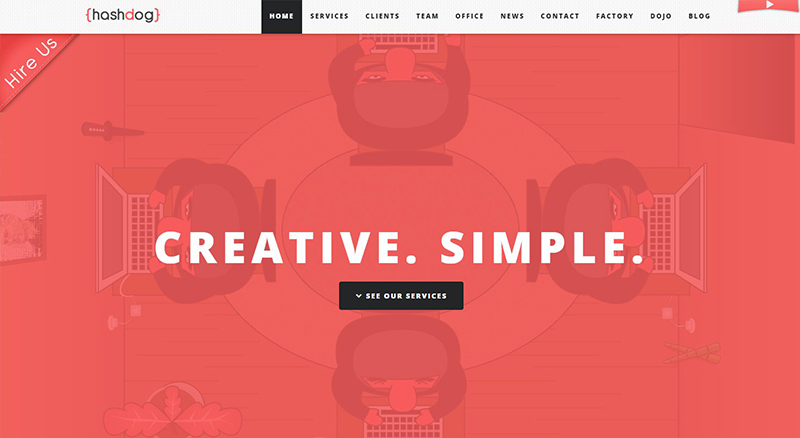 {hashdog}
HOME SERVICES CLIENTS TEAM OFFICE NEWS CONTACT FACTORY DOJO BLOG
Hire Us
CREATIVE. SIMPLE.
SEE OUR SERVICES